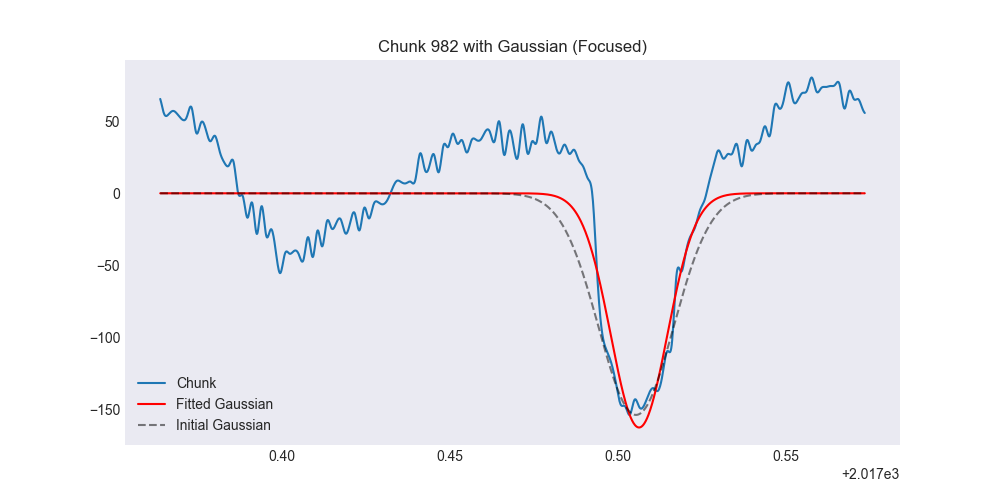 Chunk 982 with Gaussian (Focused)
50
0
−50
−100
−150
Chunk
Fitted Gaussian
Initial Gaussian
0.40 0.45 0.50 0.55
+2.017e3